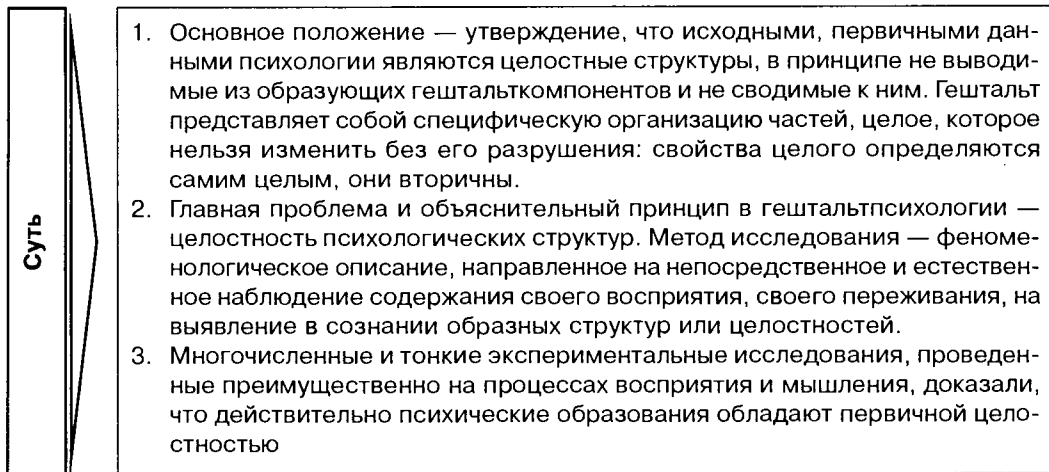 Суть
1. Основное положение — утверждение, что исходными, первичными дан-
ными психологии являются целостные структуры, в принципе не выводи-
мые из образующих гештальткомпонентов и не сводимые к ним. Гештальт
представляет собой специфическую организацию частей, целое, которое
нельзя изменить без его разрушения: свойства целого определяются
самим целым, они вторичны.
2. Главная проблема и объяснительный принцип в гештальтпсихологии —
целостность психологических структур. Метод исследования — феноме-
нологическое описание, направленное на непосредственное и естествен-
ное наблюдение содержания своего восприятия, своего переживания, на
выявление в сознании образных структур или целостностей.
3. Многочисленные и тонкие экспериментальные исследования, проведен-
ные преимущественно на процессах восприятия и мышления, доказали,
что действительно психические образования обладают первичной цело-
стностью